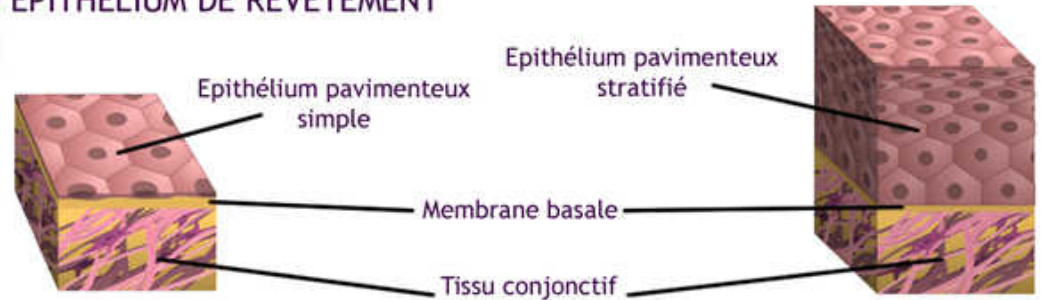 EPITHELIUM DE REVETEMENT
Epithélium pavimenteux
simple
Epithélium pavimenteux
stratifié
Membrane basale
Tissu conjonctif